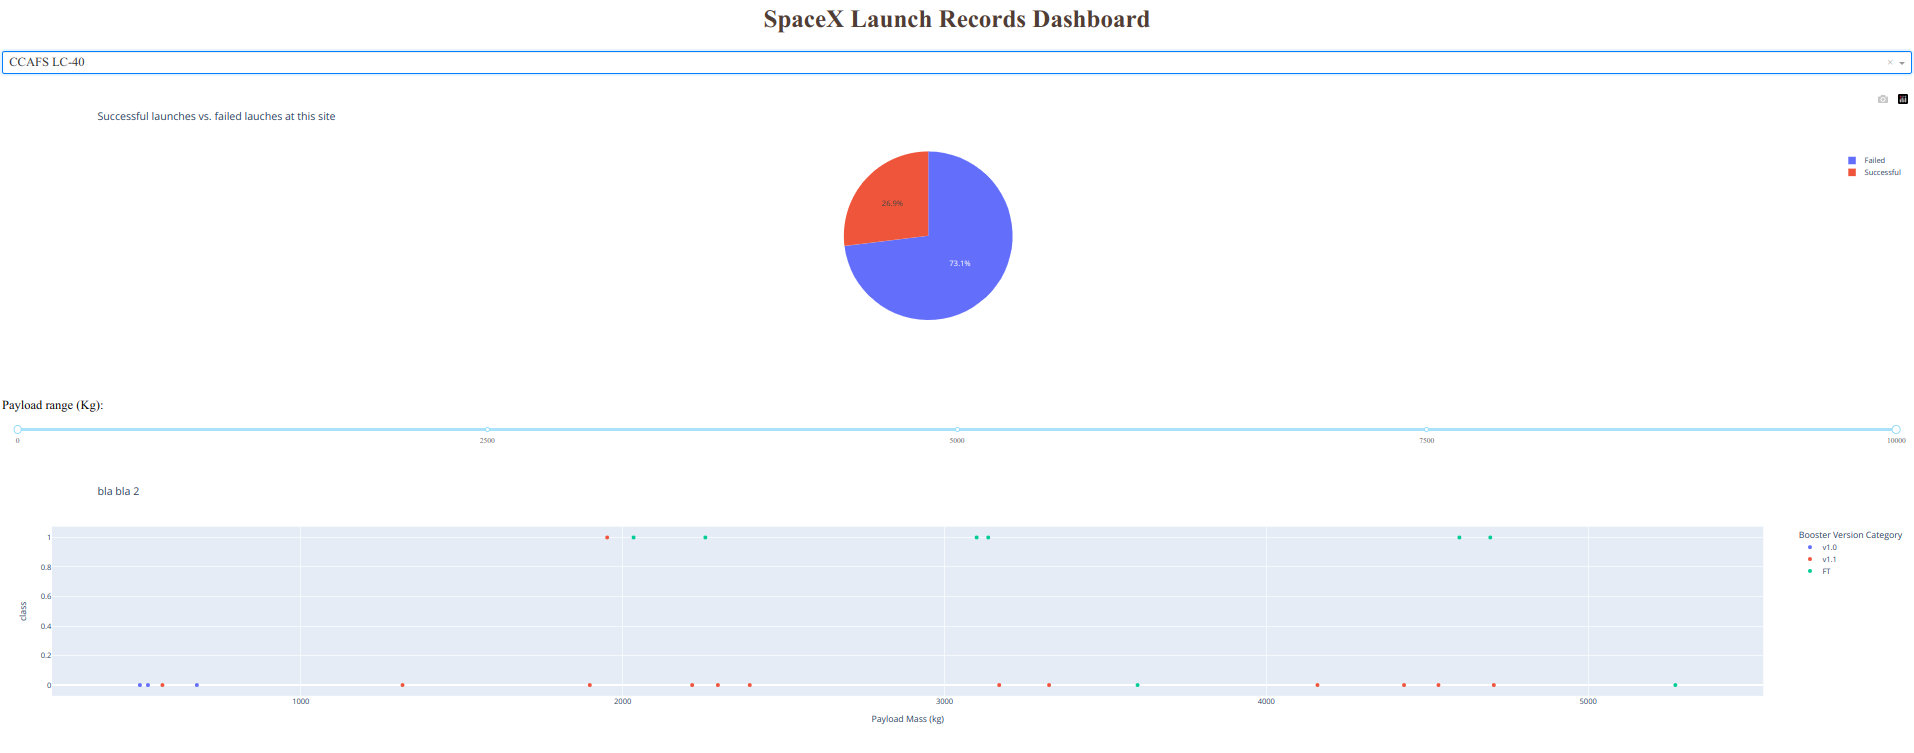 SpaceX Launch Records Dashboard
CCAFS LC-40
Successful launches vs. failed lauches at this site
Failed
Successful
26.9%
73.1%
Payload range (Kg):
0 2500 5000 7500 10000
bla bla 2
Booster Version Category
v1.0
v1.1
FT
1
0.8
0.6
0.4
0.2
0
class
1000 2000 3000 4000 5000
Payload Mass (kg)